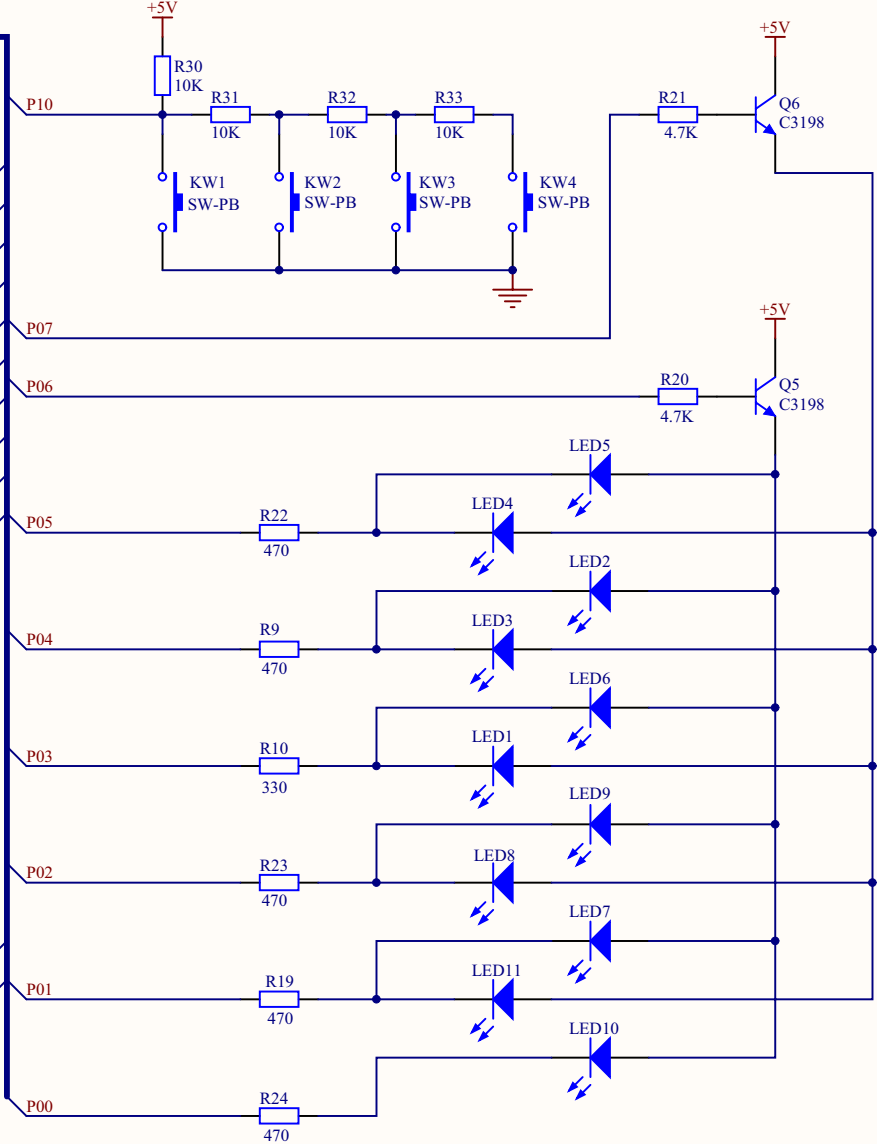 +5V
+5V
R30
10K
P10
R31
R32
R33
R21
Q6
10K
10K
10K
4.7K
C3198
KW1
SW-PB
KW2
SW-PB
KW3
SW-PB
KW4
SW-PB
P07
+5V
P06
R20
4.7K
Q5
C3198
LED5
LED4
P05
R22
470
LED2
LED3
P04
R9
470
LED6
LED1
P03
R10
330
LED9
LED8
P02
R23
470
LED7
LED11
P01
R19
470
LED10
P00
R24
470